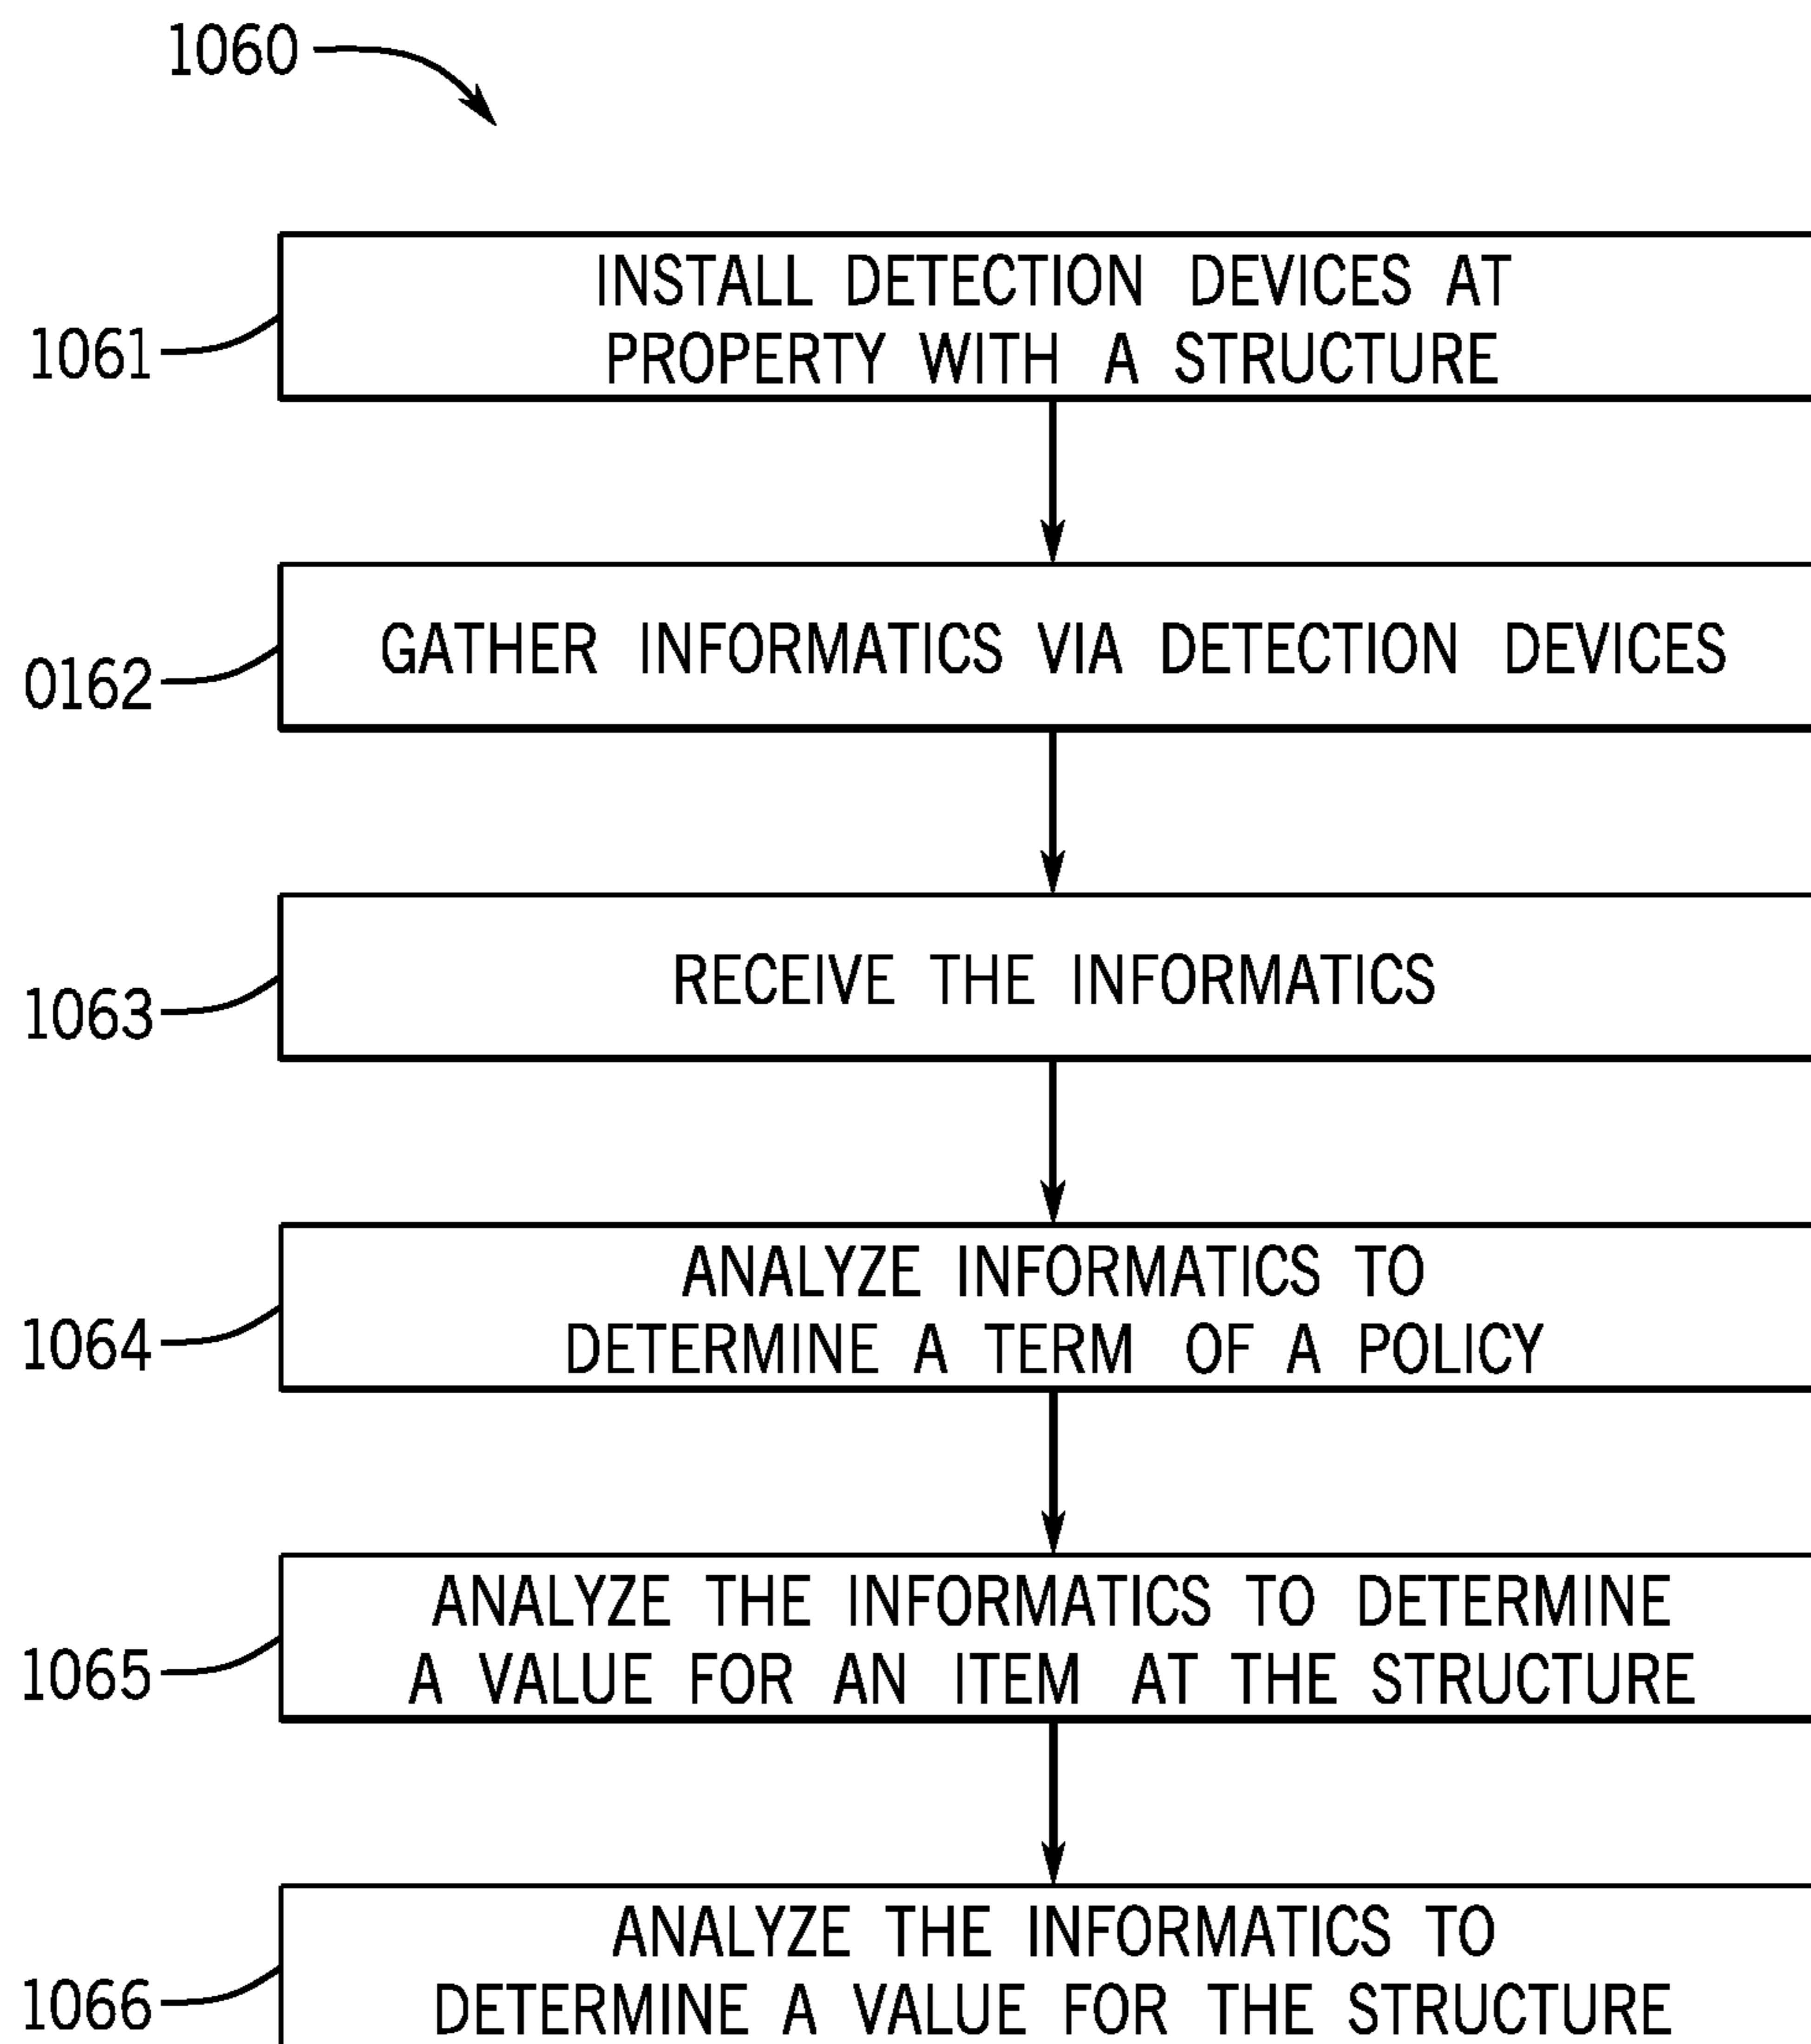 1060
INSTALL DETECTION DEVICES AT
PROPERTY WITH A STRUCTURE
1061
GATHER INFORMATICS VIA DETECTION DEVICES
0162
RECEIVE THE INFORMATICS
1063
ANALYZE INFORMATICS TO
DETERMINE A TERM OF A POLICY
1064
ANALYZE THE INFORMATICS TO DETERMINE
A VALUE FOR AN ITEM AT THE STRUCTURE
1065
ANALYZE THE INFORMATICS TO
DETERMINE A VALUE FOR THE STRUCTURE
1066